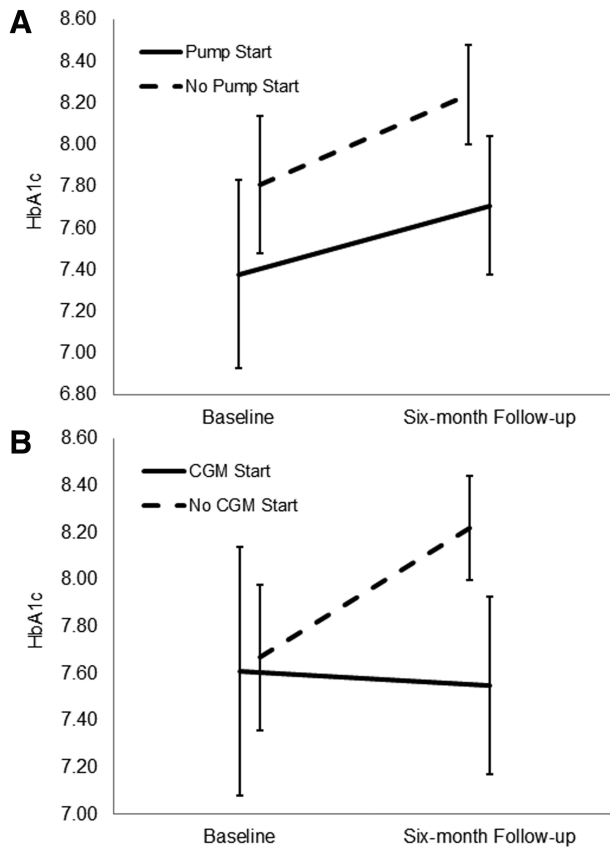 A
8.60
Pump Start
8.40
No Pump Start
8.20
8.00
7.80
HbA1c
7.60
7.40
7.20
7.00
6.80
Baseline Six-month Follow-up
B
8.60
CGM Start
8.40
No CGM Start
8.20
8.00
7.80
HbA1c
7.60
7.40
7.20
7.00
Baseline Six-month Follow-up